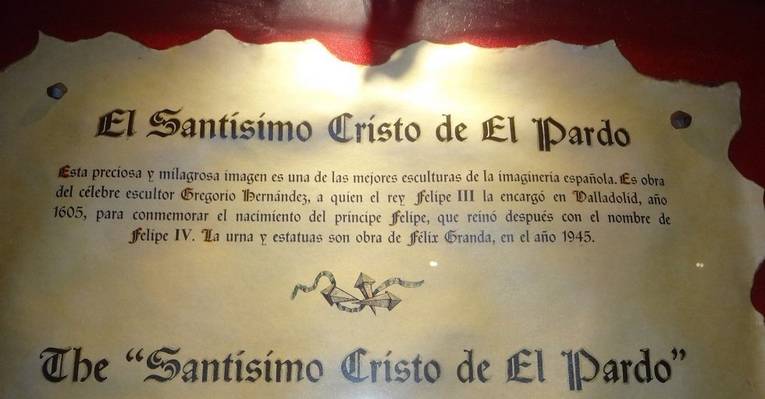 El Santísimo Cristo de El Pardo
Esta preciosa y milagrosa imagen es una de las mejores esculturas de la imaginería española. Es obra
del célebre escultor Gregorio Hernández, a quien el rey Felipe III la encargó en Valladolid, año
1605, para conmemorar el nacimiento del príncipe Felipe, que reinó después con el nombre de
Felipe IV. La urna y estatuas son obra de Félix Granda, en el año 1945.
The “Santísimo Cristo de El Pardo”